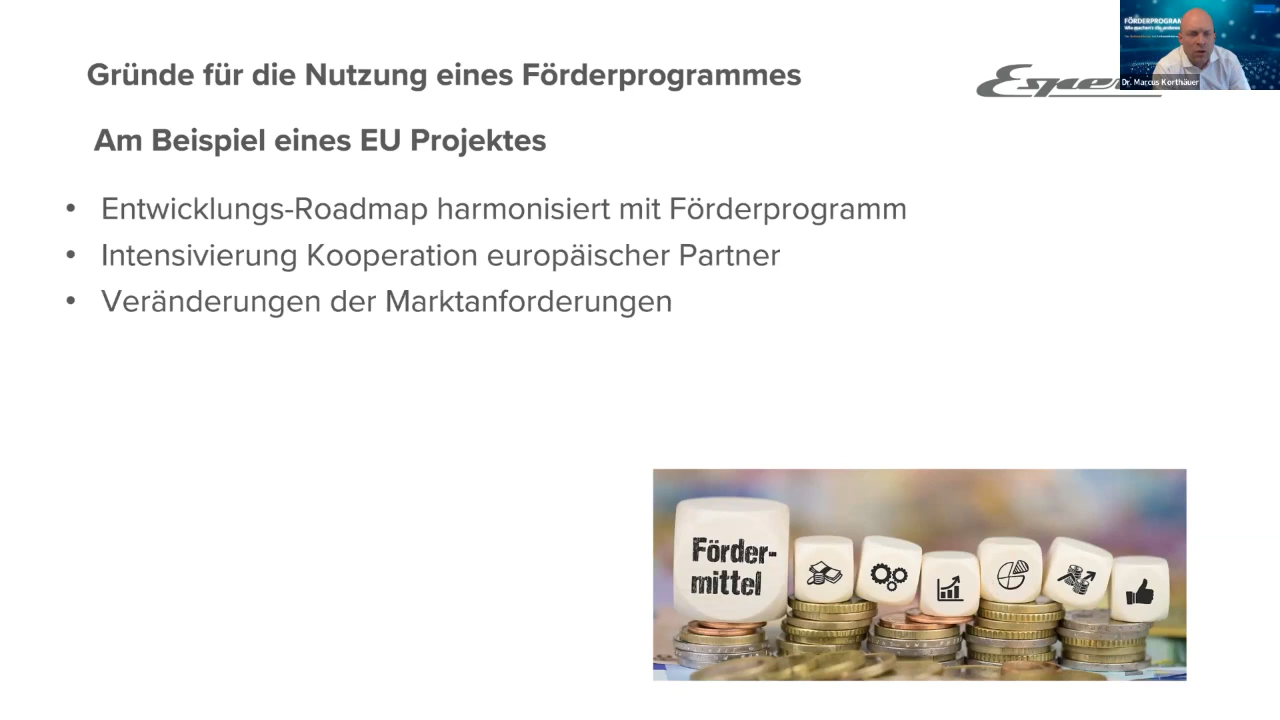 Gründe für die Nutzung eines Förderprogrammes
Am Beispiel eines EU Projektes
• Entwicklungs-Roadmap harmonisiert mit Förderprogramm
• Intensivierung Kooperation europäischer Partner
• Veränderungen der Marktanforderungen
Dr. Marcus Korthäuer
Förder-
mittel